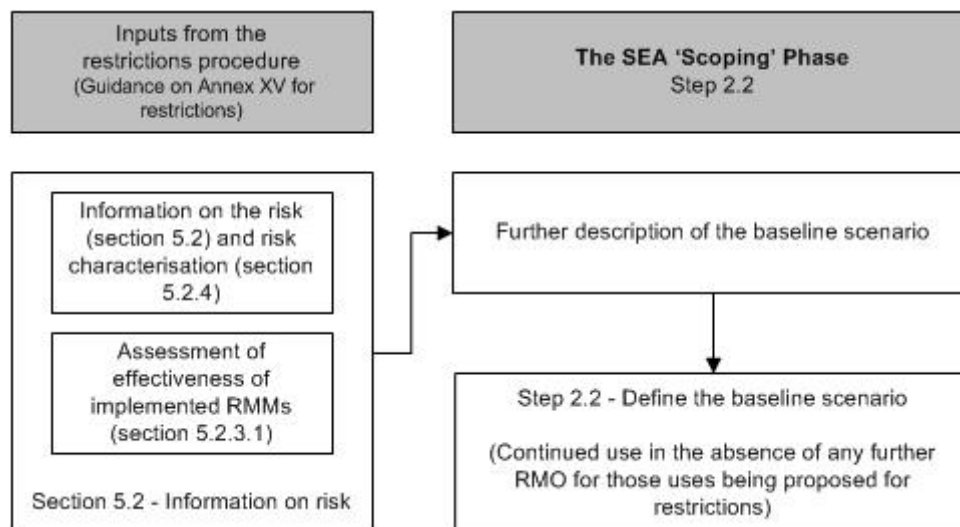 Inputs from the
restrictions procedure
(Guidance on Annex XV for
restrictions)
The SEA ‘Scoping’ Phase
Step 2.2
Information on the risk
(section 5.2) and risk
characterisation (section
5.2.4)
Assessment of
effectiveness of
implemented RMMs
(section 5.2.3.1)
Section 5.2 - Information on risk
Further description of the baseline scenario
Step 2.2 - Define the baseline scenario
(Continued use in the absence of any further
RMO for those uses being proposed for
restrictions)